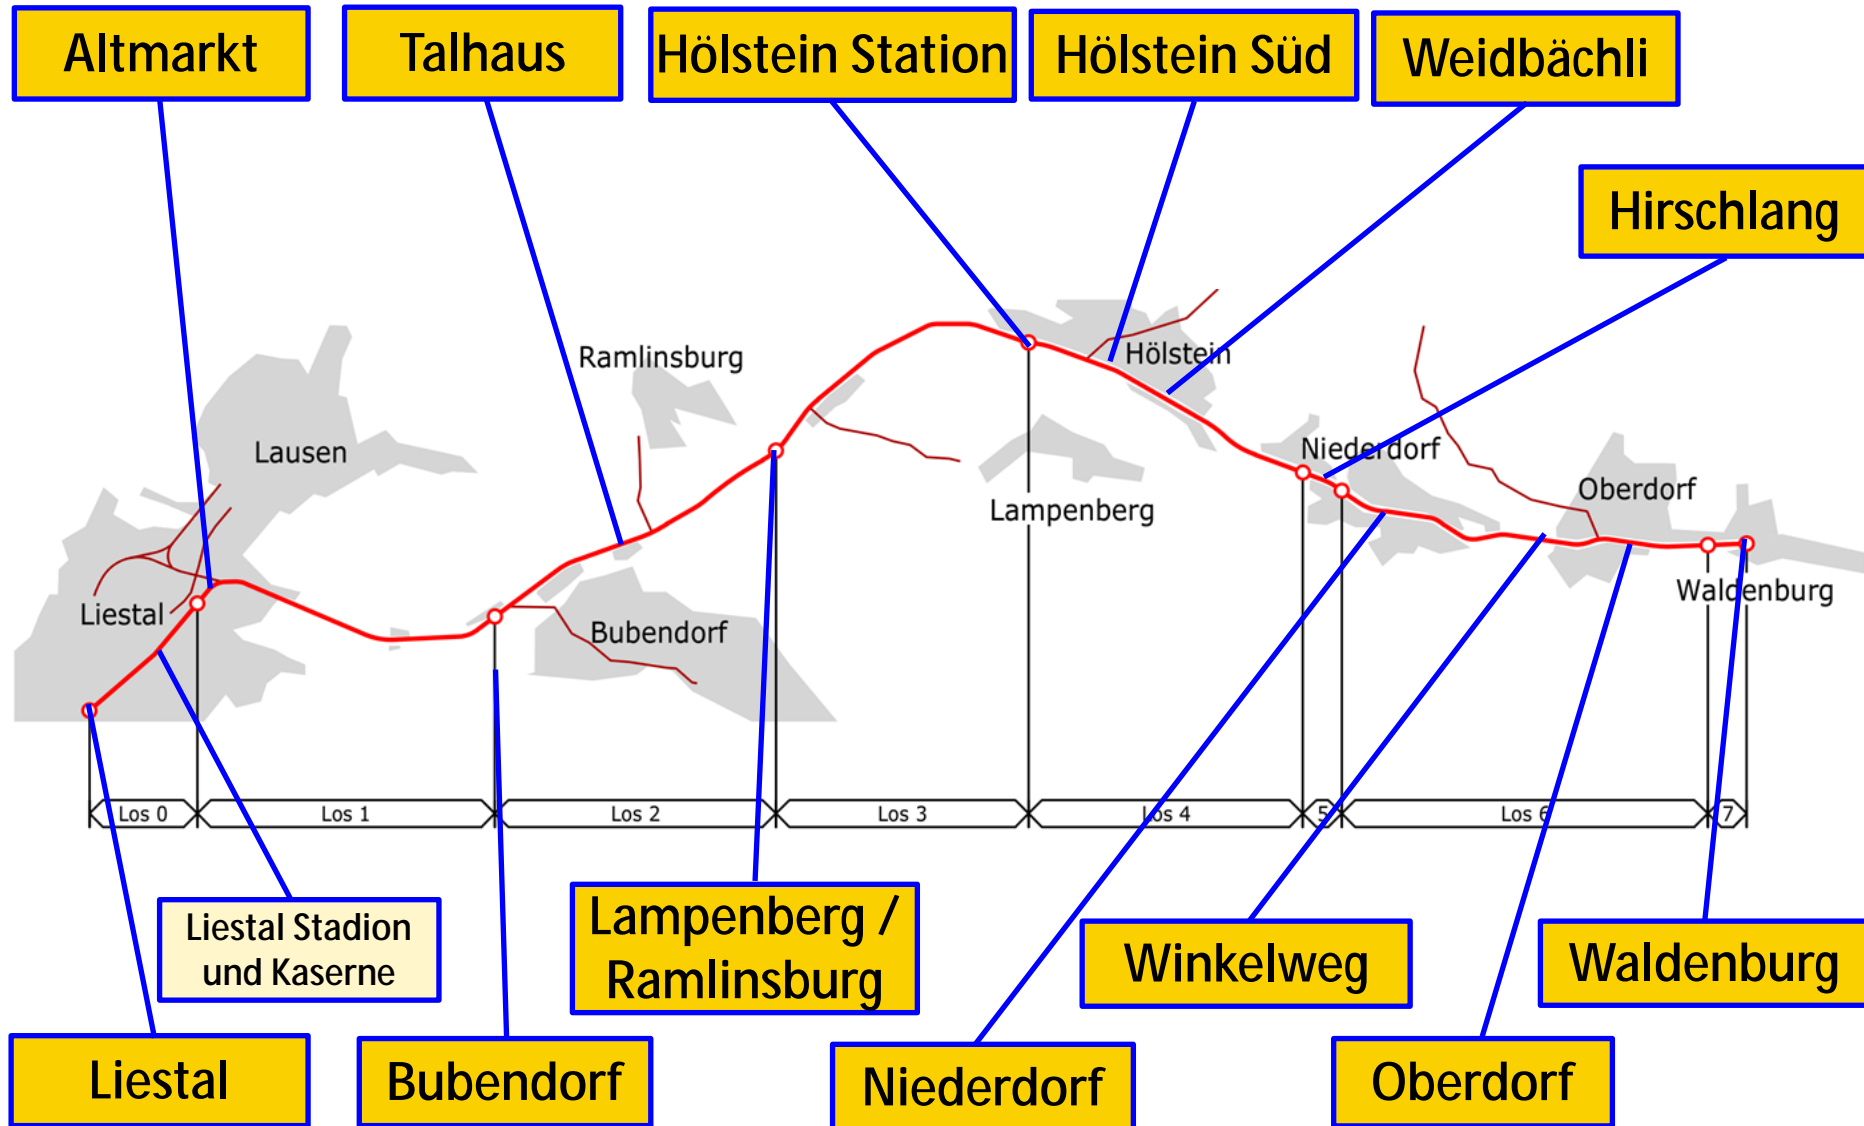 Altmarkt
Talhaus
Hölstein Station
Hölstein Süd
Weidbächli
Hirschlang
Ramlinsburg
Hölstein
Lausen
Niederdorf
Lampenberg
Oberdorf
Liestal
Bubendorf
Waldenburg
Los 0
Los 1
Los 2
Los 3
Los 4
5
Los 6
7
Liestal Stadion
und Kaserne
Lampenberg /
Ramlinsburg
Winkelweg
Waldenburg
Liestal
Bubendorf
Niederdorf
Oberdorf